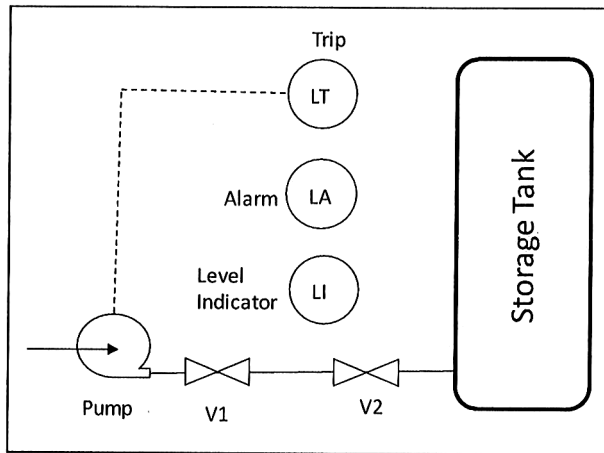 Trip
LT
Alarm
LA
Level
Indicator
LI
Storage Tank
Pump
V1
V2